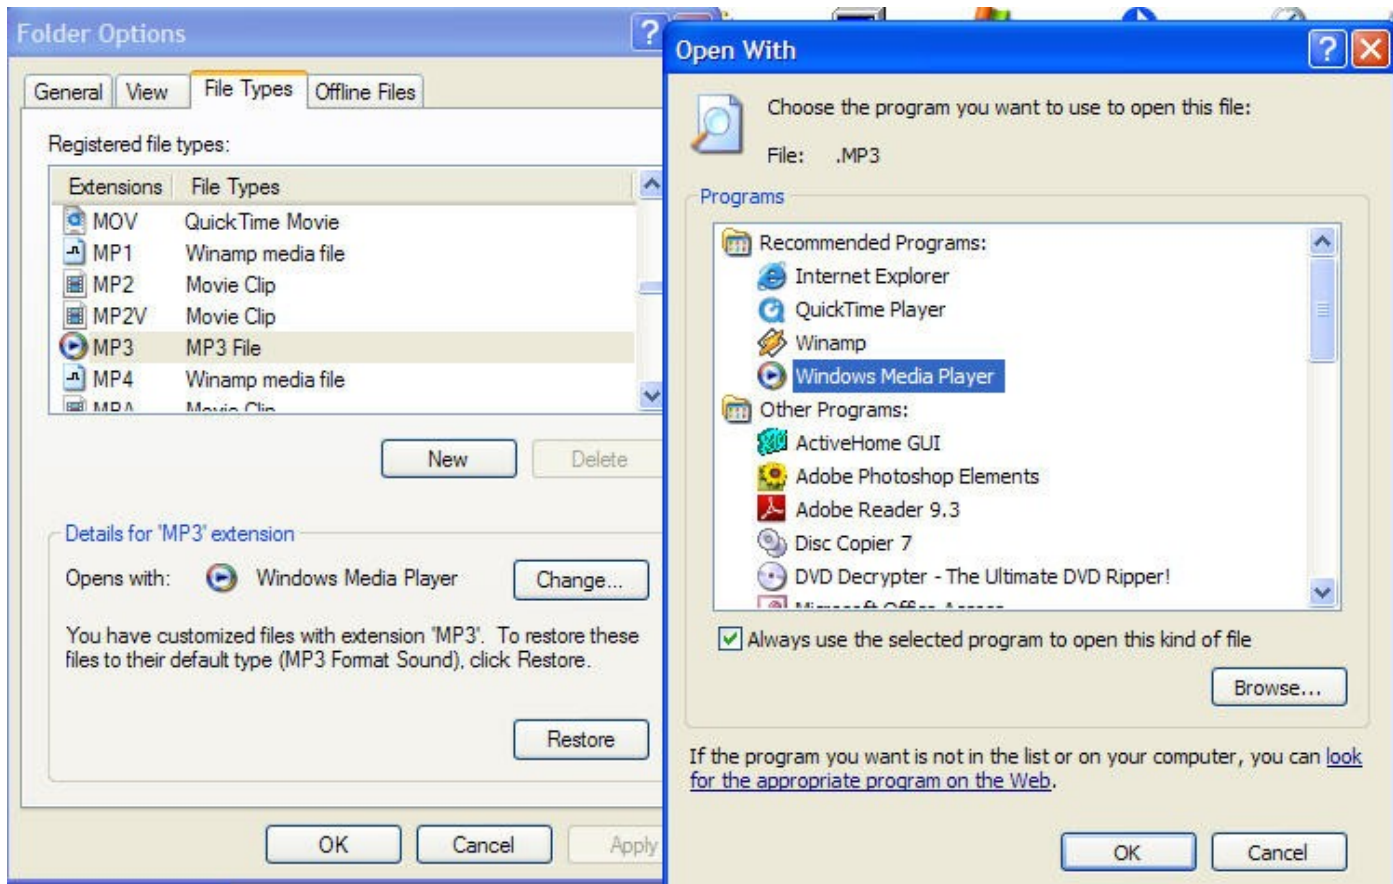 Folder Options
General View File Types Offline Files
Registered file types:
Extensions File Types
MOV QuickTime Movie
MP1 Winamp media file
MP2 Movie Clip
MP2V Movie Clip
MP3 MP3 File
MP4 Winamp media file
MPA Movie Clip
New Delete
Details for 'MP3' extension
Opens with: Windows Media Player Change...
You have customized files with extension 'MP3'. To restore these
files to their default type (MP3 Format Sound), click Restore.
Restore
OK Cancel Apply
Open With
Choose the program you want to use to open this file:
File: .MP3
Programs
Recommended Programs:
Internet Explorer
QuickTime Player
Winamp
Windows Media Player
Other Programs:
ActiveHome GUI
Adobe Photoshop Elements
Adobe Reader 9.3
Disc Copier 7
DVD Decrypter - The Ultimate DVD Ripper!
Microsoft Office Access
Always use the selected program to open this kind of file
Browse...
If the program you want is not in the list or on your computer, you can look
for the appropriate program on the Web.
OK Cancel